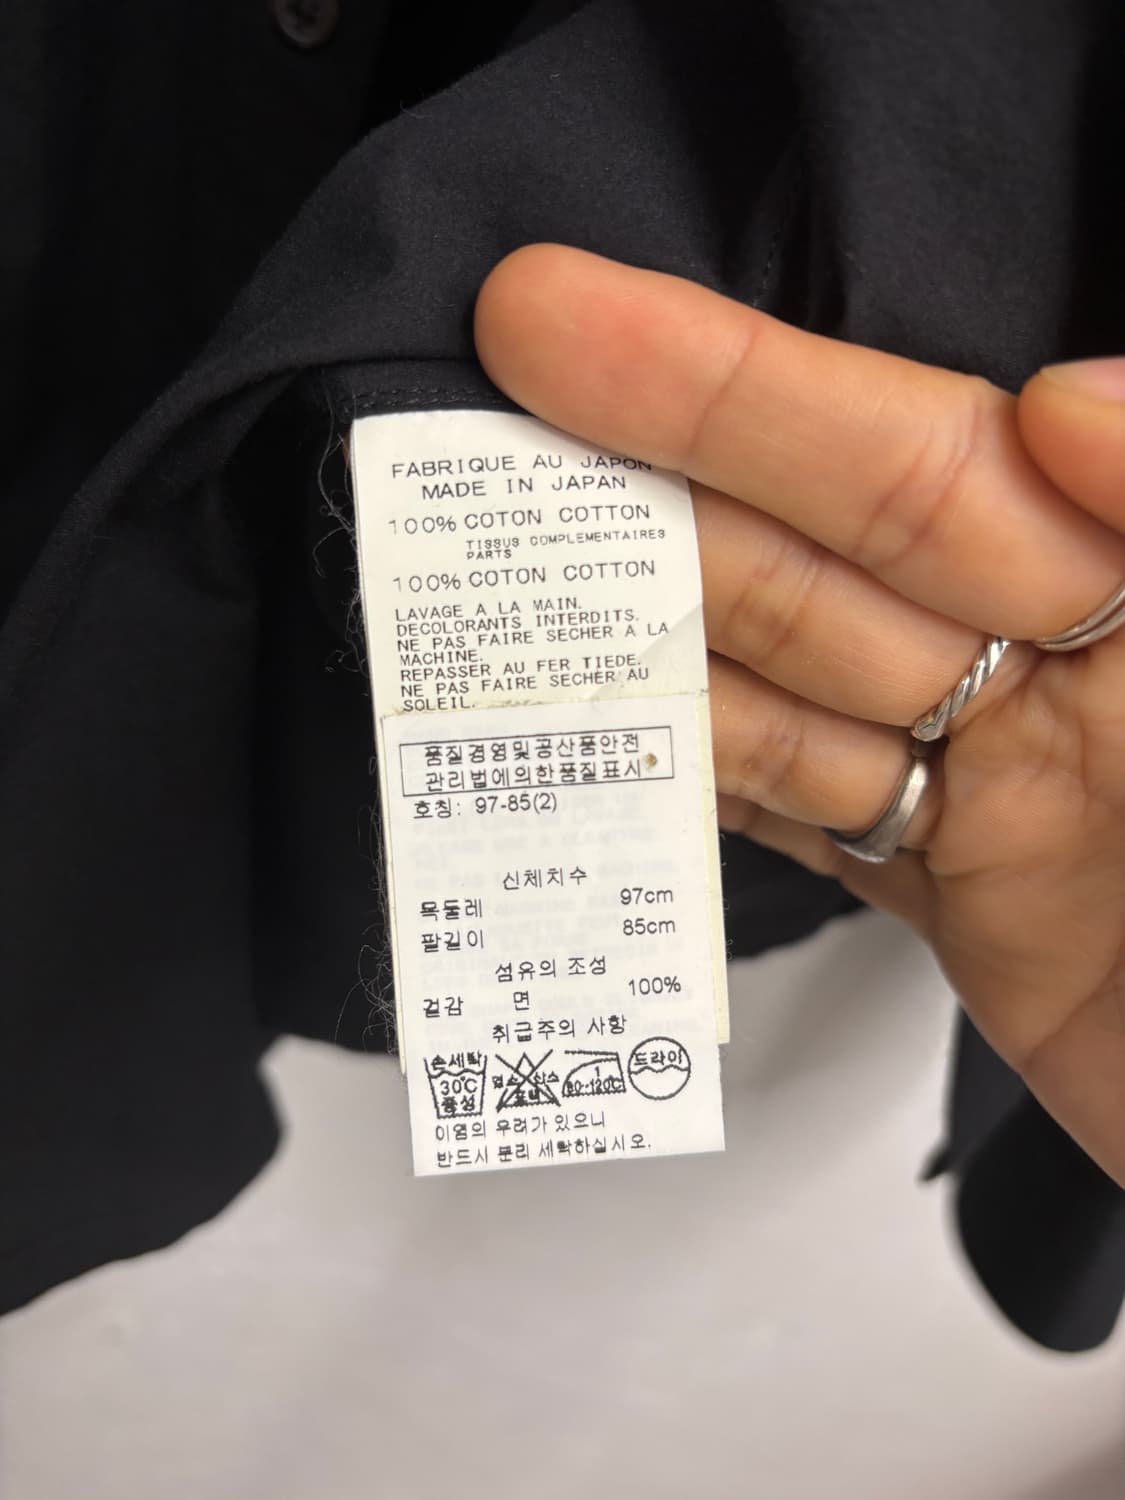 FABRIQUE AU JAPON
MADE IN JAPAN
100% COTON COTTON
TISSUS COMPLEMENTAIRES
PARTS
100% COTON COTTON
LAVAGE A LA MAIN.
DECOLORANTS INTERDITS.
NE PAS FAIRE SECHER A LA
MACHINE.
REPASSER AU FER TIEDE.
NE PAS FAIRE SECHER AU
SOLEIL.
품질경영및공산품안전
관리법에의한품질표시
호칭: 97-85(2)
신체치수
목둘레 97cm
팔길이 85cm
섬유의 조성
겉감 면 100%
취급주의 사항
손세탁
30℃
중성
염소 산소
표백
80~120℃
드라이
이염의 우려가 있으니
반드시 분리 세탁하십시오.